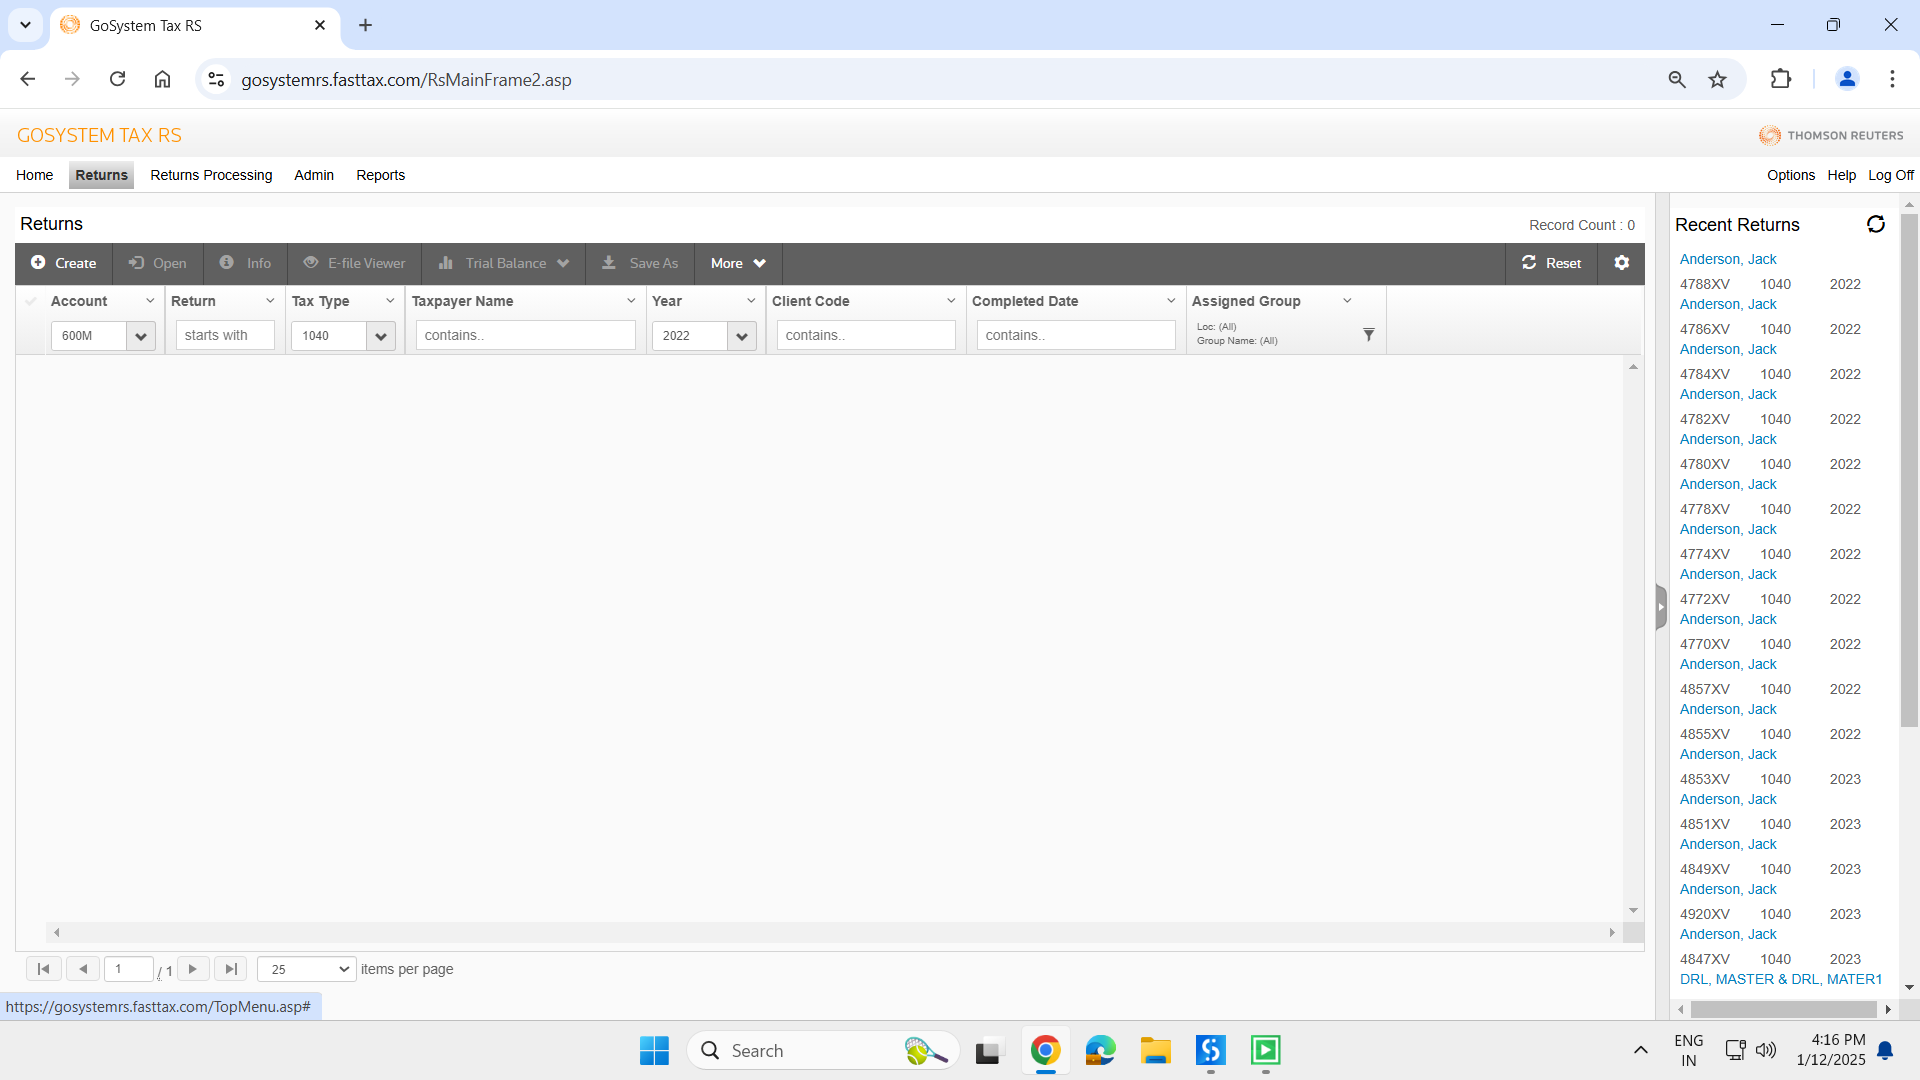 GoSystem Tax RS
gosystemrs.fasttax.com/RsMainFrame2.asp
GOSYSTEM TAX RS
THOMSON REUTERS
Home Returns Returns Processing Admin Reports Options Help Log Off
Returns Record Count : 0
Create Open Info E-file Viewer Trial Balance Save As More Reset
Account Return Tax Type Taxpayer Name Year Client Code Completed Date Assigned Group
600M starts with 1040 contains.. 2022 contains.. contains.. Loc: (All)
Group Name: (All)
Recent Returns
Anderson, Jack
4788XV 1040 2022
Anderson, Jack
4786XV 1040 2022
Anderson, Jack
4784XV 1040 2022
Anderson, Jack
4782XV 1040 2022
Anderson, Jack
4780XV 1040 2022
Anderson, Jack
4778XV 1040 2022
Anderson, Jack
4774XV 1040 2022
Anderson, Jack
4772XV 1040 2022
Anderson, Jack
4770XV 1040 2022
Anderson, Jack
4857XV 1040 2022
Anderson, Jack
4855XV 1040 2022
Anderson, Jack
4853XV 1040 2023
Anderson, Jack
4851XV 1040 2023
Anderson, Jack
4849XV 1040 2023
Anderson, Jack
4920XV 1040 2023
Anderson, Jack
4847XV 1040 2023
DRL, MASTER & DRL, MATER1
1 / 1 25 items per page
https://gosystemrs.fasttax.com/TopMenu.asp#
Search
ENG
IN
4:16 PM
1/12/2025